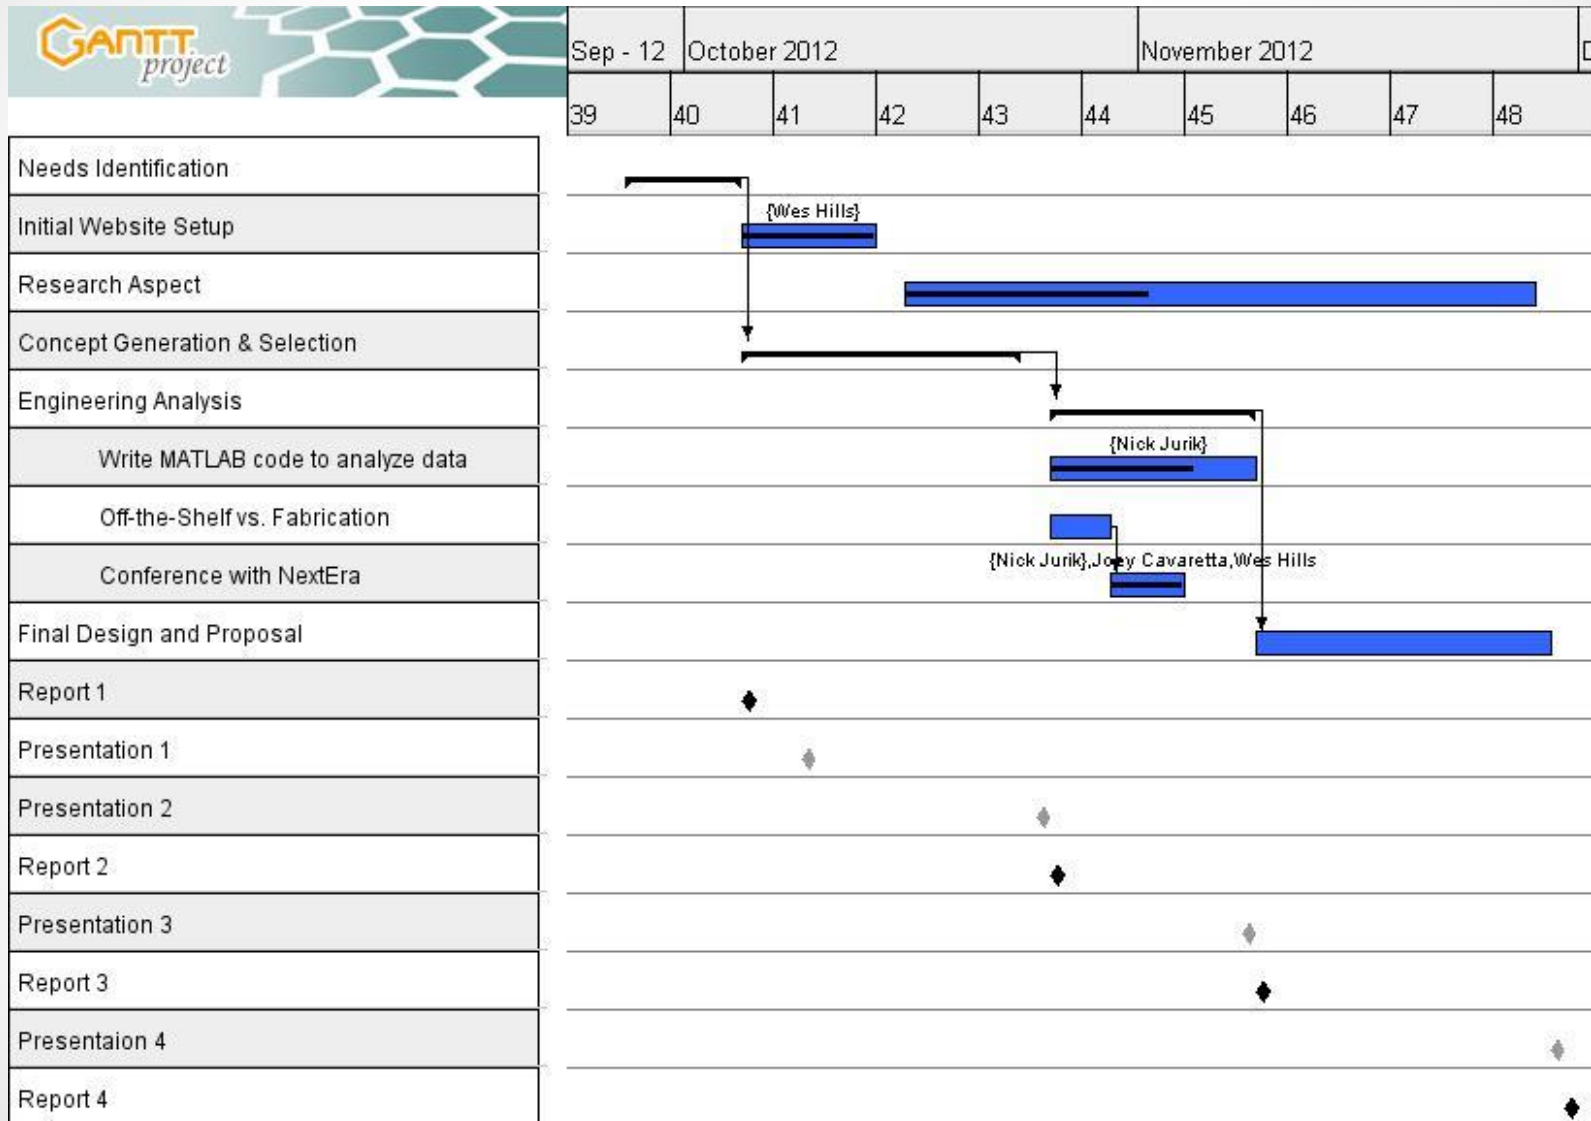 GANTT
project
Sep - 12 October 2012 November 2012 D
39 40 41 42 43 44 45 46 47 48
Needs Identification
Initial Website Setup
{Wes Hills}
Research Aspect
Concept Generation & Selection
Engineering Analysis
Write MATLAB code to analyze data
{Nick Jurik}
Off-the-Shelf vs. Fabrication
Conference with NextEra
{Nick Jurik},Joey Cavaretta,Wes Hills
Final Design and Proposal
Report 1
Presentation 1
Presentation 2
Report 2
Presentation 3
Report 3
Presentaion 4
Report 4